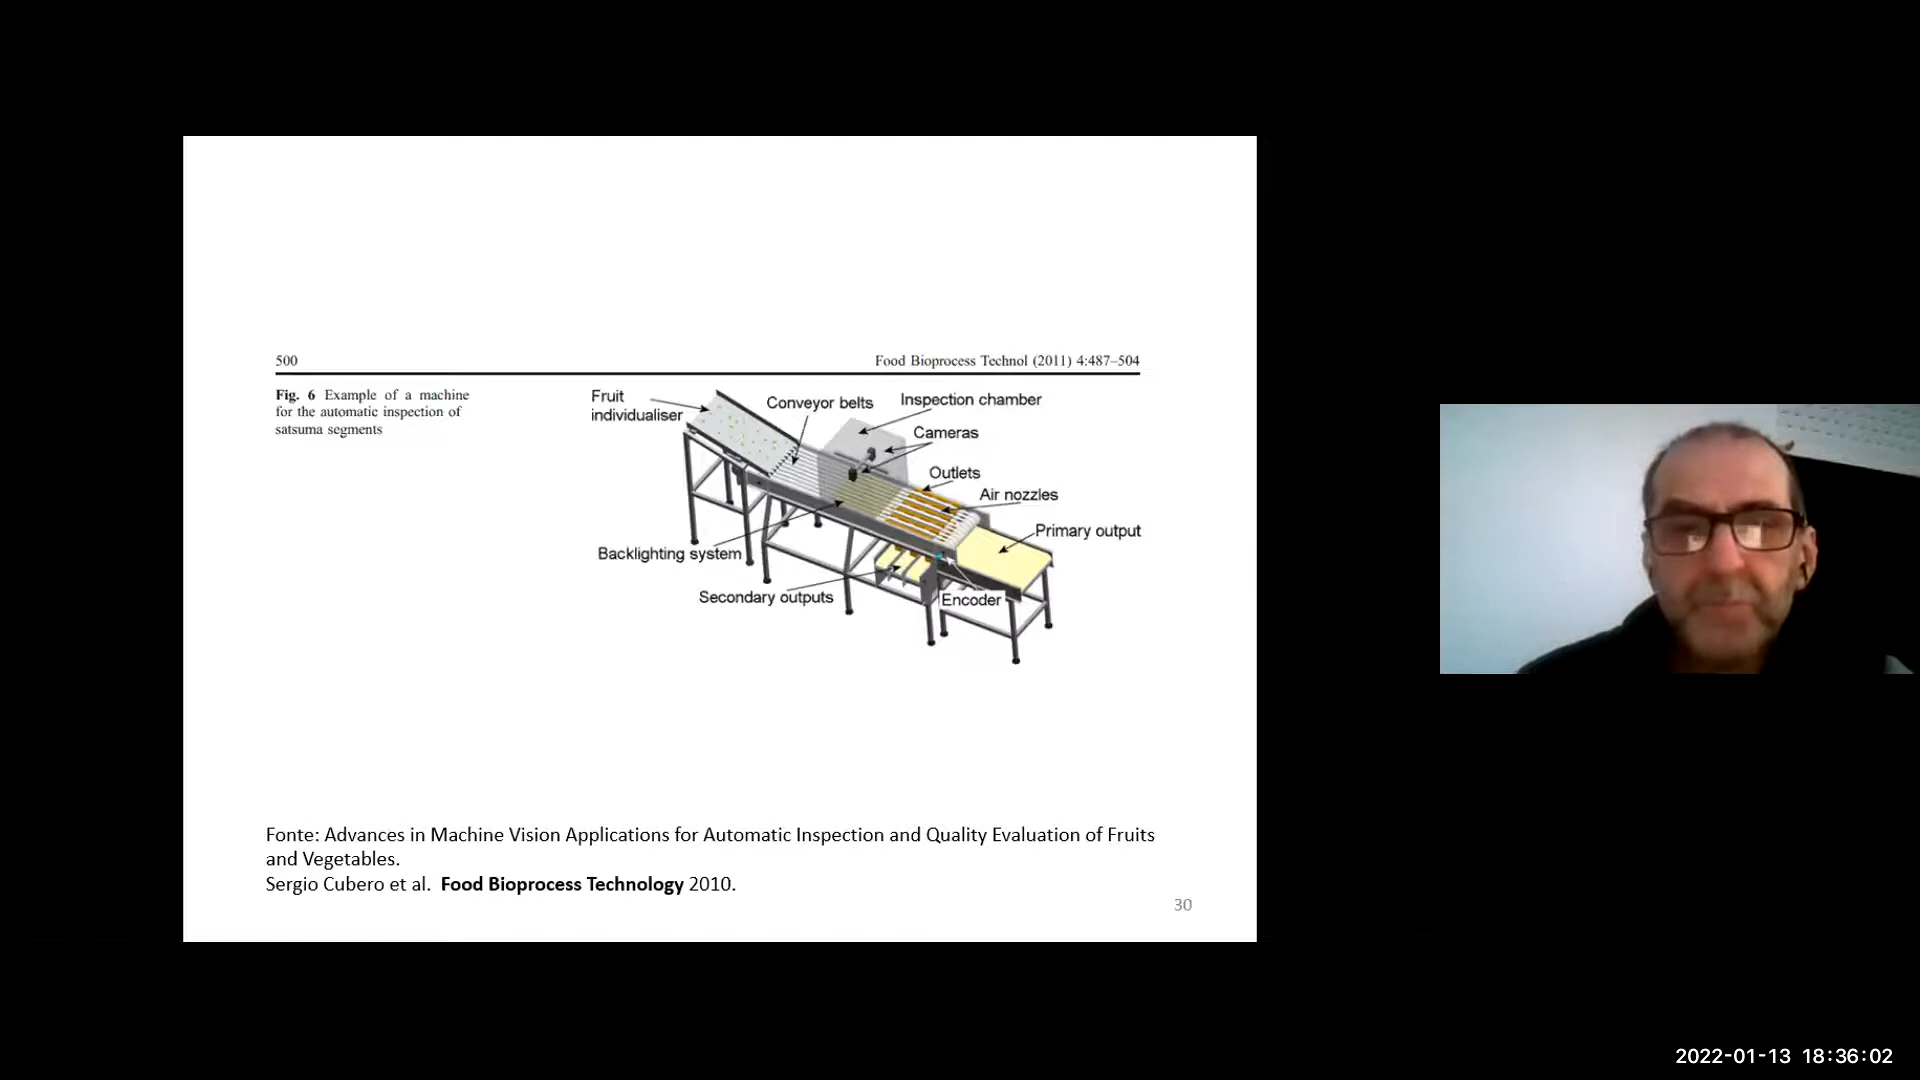 500
Food Bioprocess Technol (2011) 4:487–504
Fig. 6 Example of a machine
for the automatic inspection of
satsuma segments
Fruit
individualiser
Conveyor belts
Inspection chamber
Cameras
Outlets
Air nozzles
Primary output
Backlighting system
Secondary outputs
Encoder
Fonte: Advances in Machine Vision Applications for Automatic Inspection and Quality Evaluation of Fruits
and Vegetables.
Sergio Cubero et al. Food Bioprocess Technology 2010.
30
2022-01-13 18:36:02